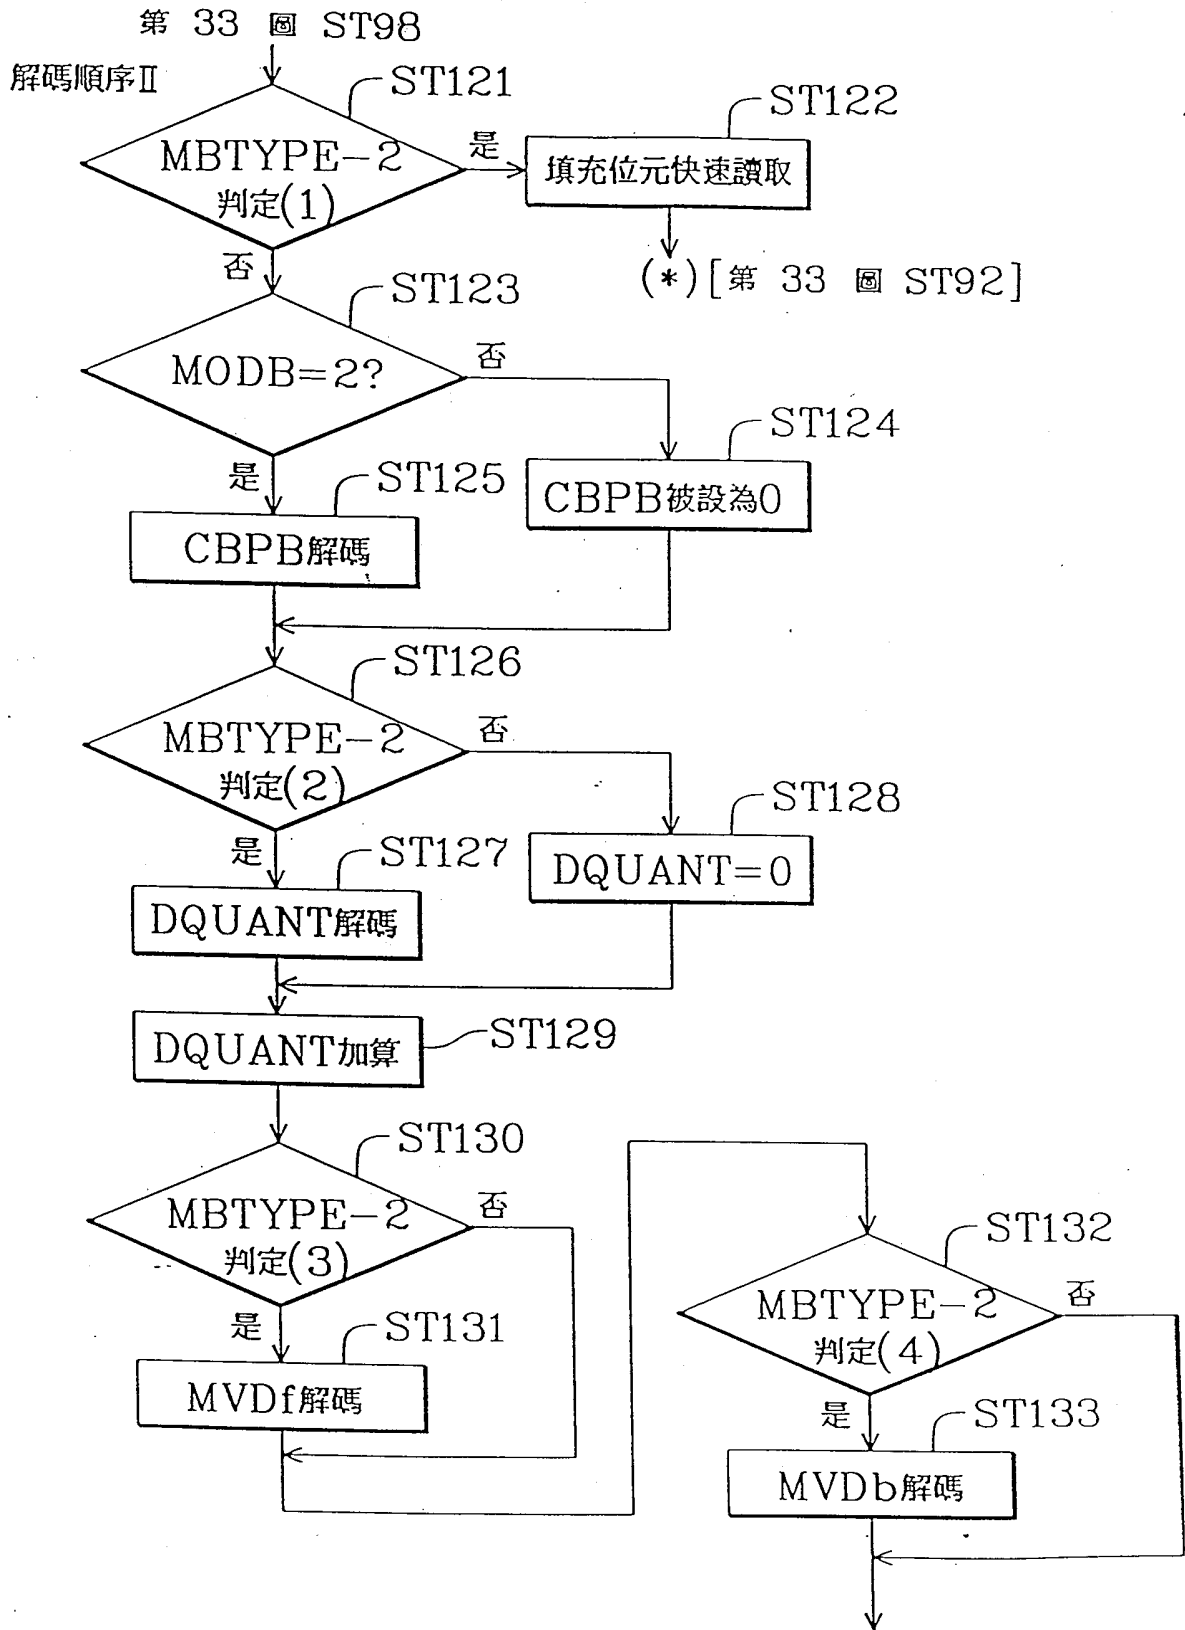 第 33 圖 ST98
解碼順序Ⅱ
ST121
MBTYPE-2
判定(1)
是
ST122
填充位元快速讀取
(*)[第 33 圖 ST92]
否
ST123
MODB=2?
否
ST124
CBPB被設為0
是
ST125
CBPB解碼
ST126
MBTYPE-2
判定(2)
否
ST128
DQUANT=0
是
ST127
DQUANT解碼
DQUANT加算
ST129
ST130
MBTYPE-2
判定(3)
否
是
ST131
MVDf解碼
ST132
MBTYPE-2
判定(4)
否
是
ST133
MVDb解碼